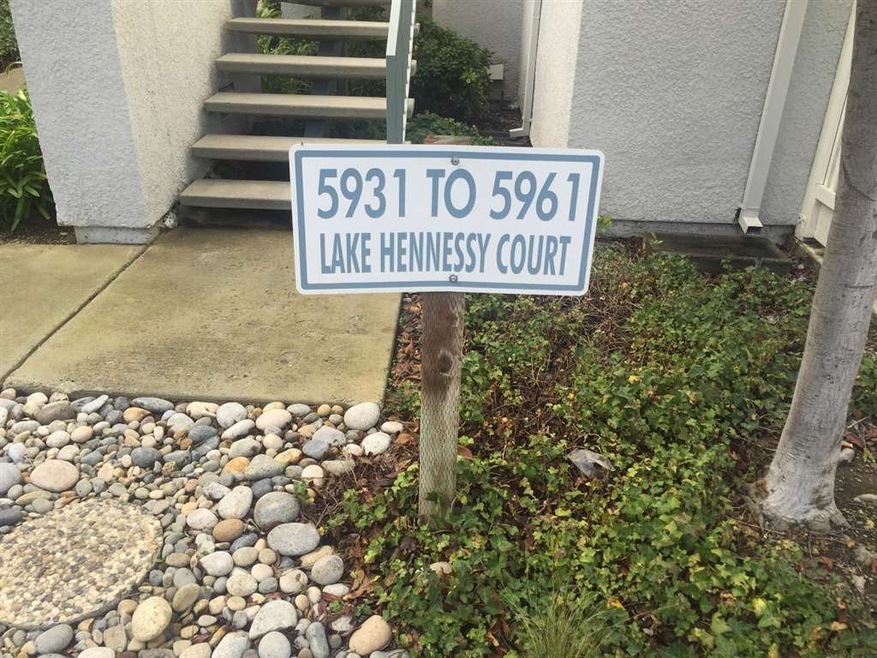 5931 TO 5961
LAKE HENNESSY COURT